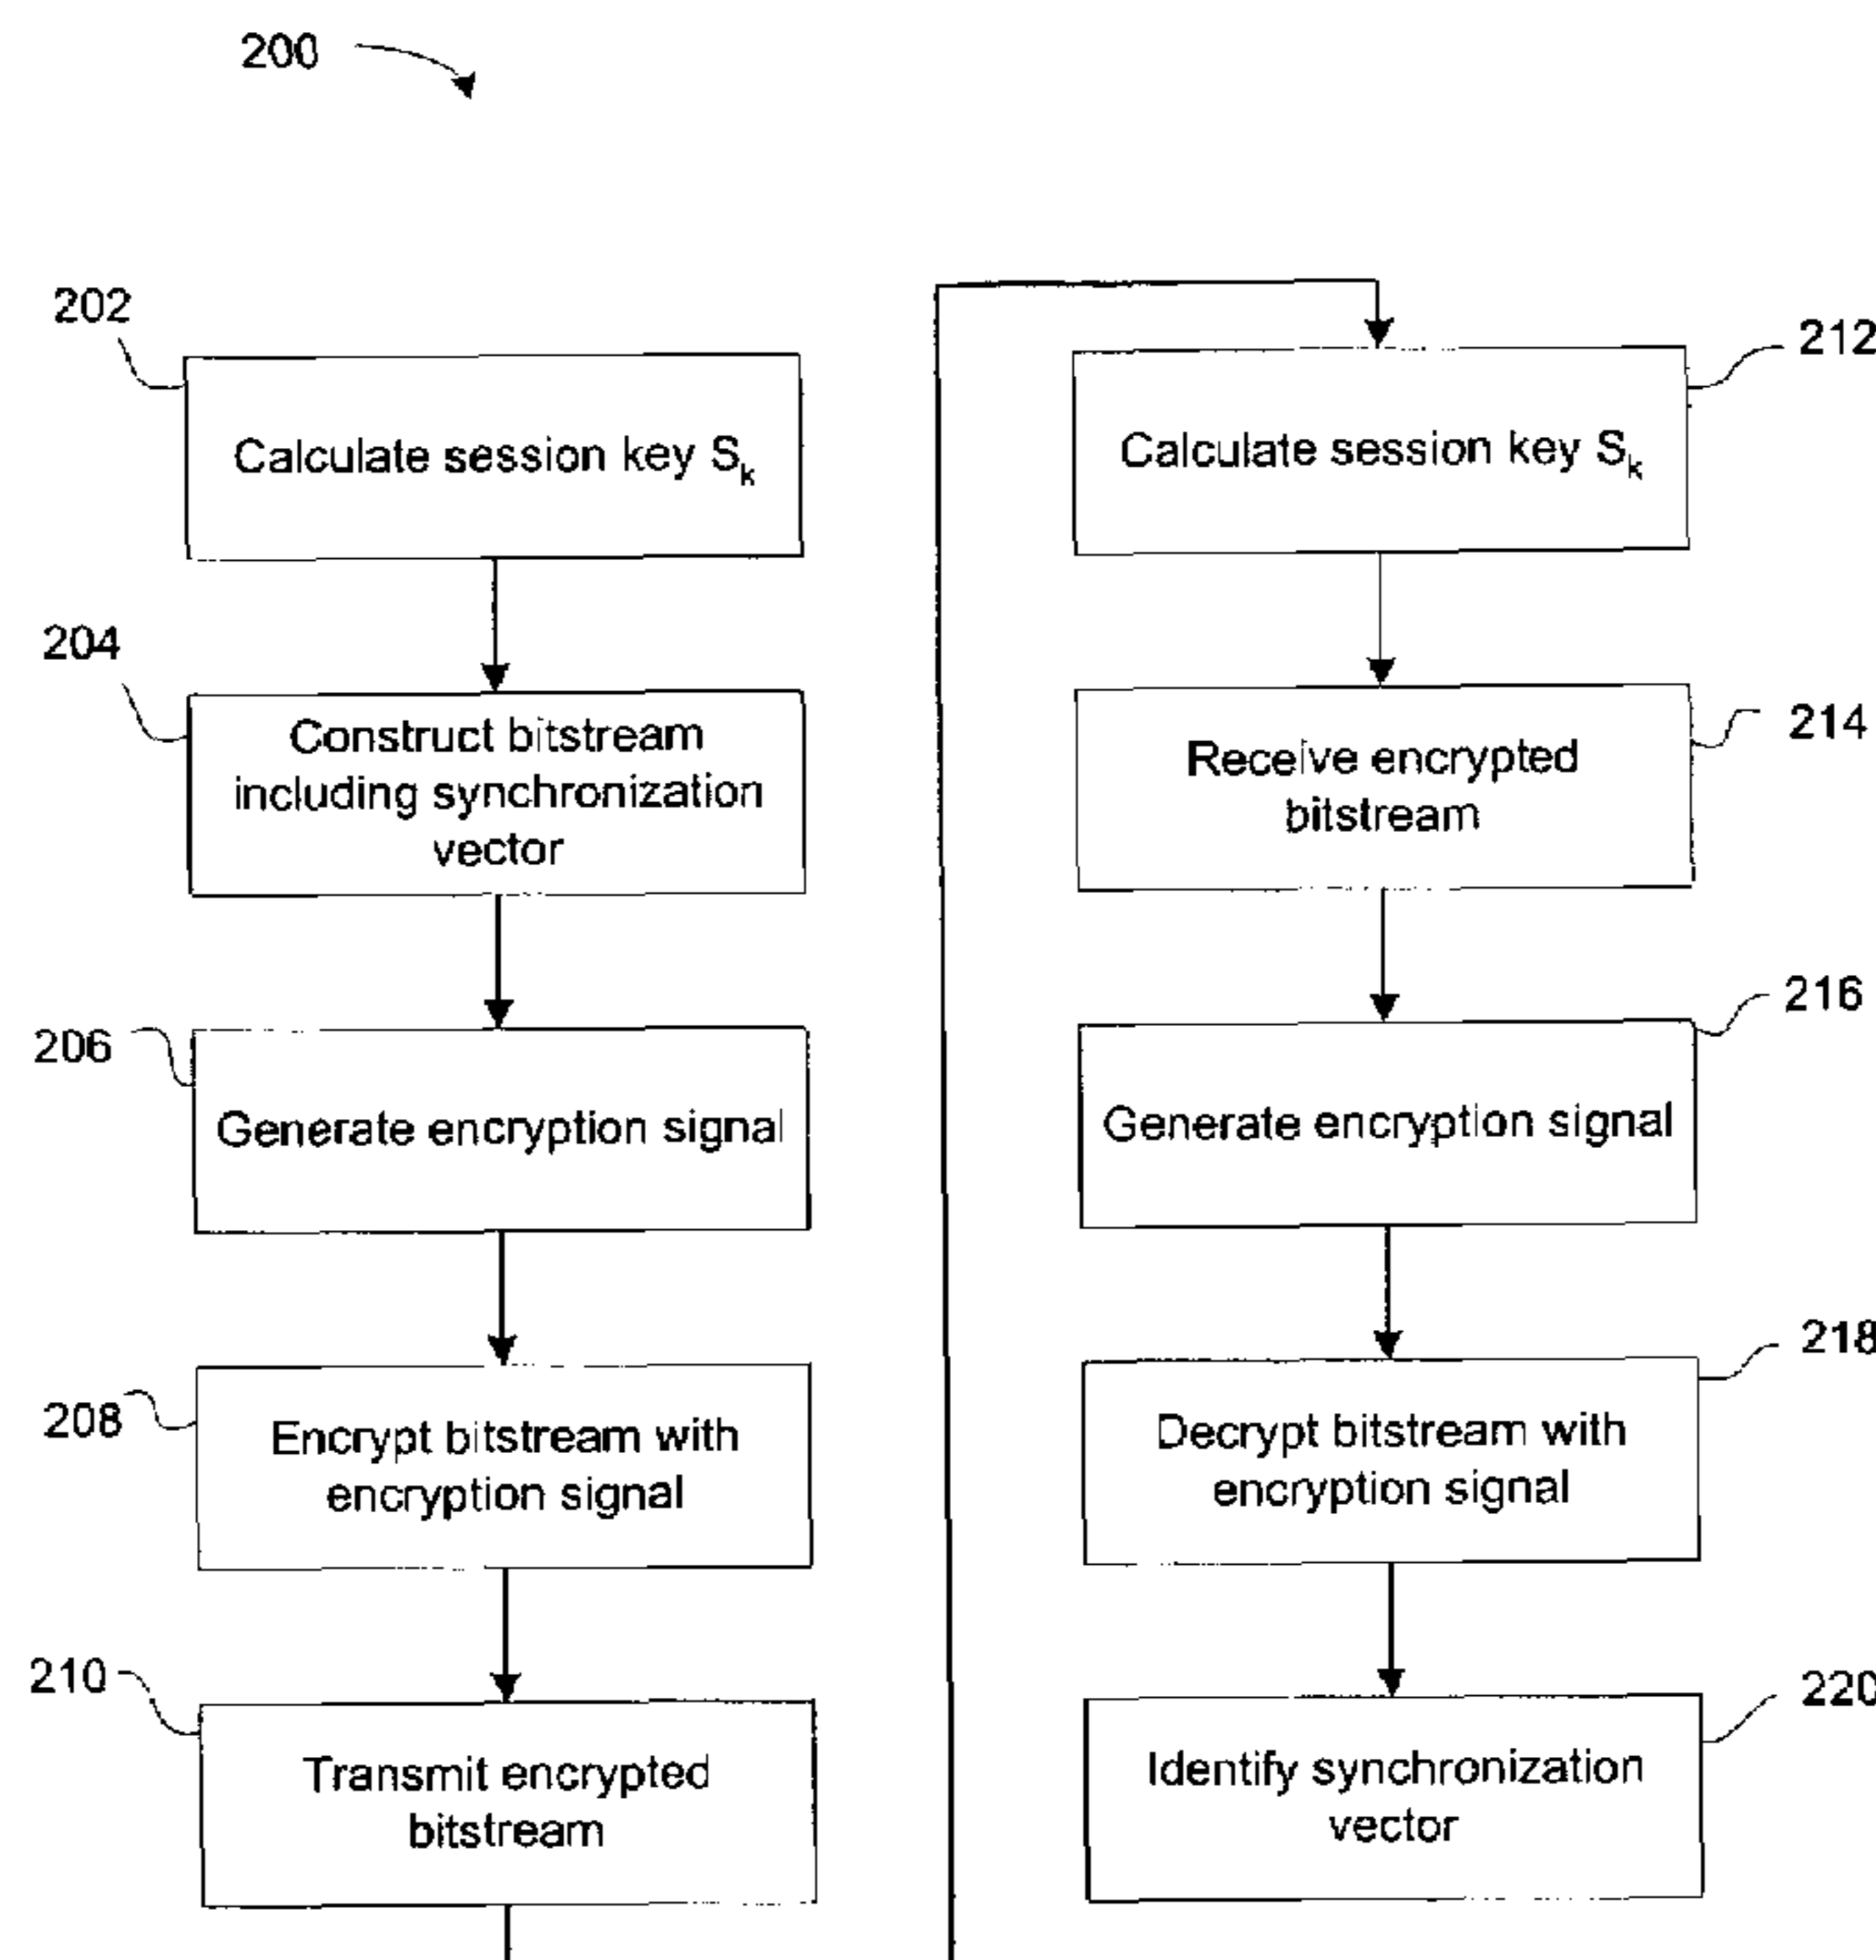 200
202
Calculate session key Sk
204
Construct bitstream
including synchronization
vector
206
Generate encryption signal
208
Encrypt bitstream with
encryption signal
210
Transmit encrypted
bitstream
212
Calculate session key Sk
214
Receive encrypted
bitstream
216
Generate encryption signal
218
Decrypt bitstream with
encryption signal
220
Identify synchronization
vector